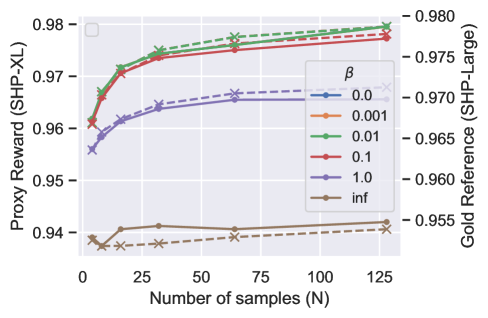 Proxy Reward (SHP-XL)
0.98
0.97
0.96
0.95
0.94
0.980
0.975
0.970
0.965
0.960
0.955
Gold Reference (SHP-Large)
β
0.0
0.001
0.01
0.1
1.0
inf
0 25 50 75 100 125
Number of samples (N)